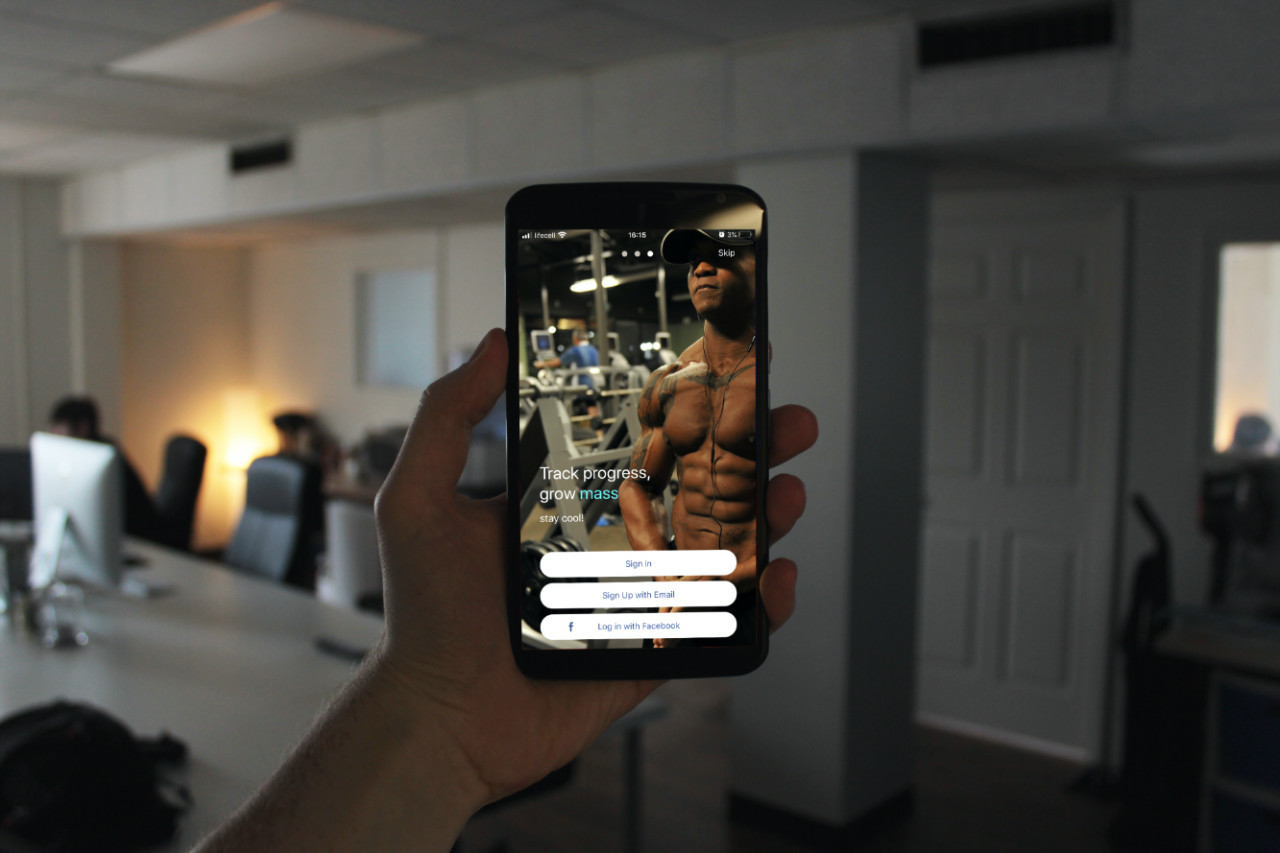 lifecell 16:15 3%
Skip
Track progress,
grow mass
stay cool!
Sign In
Sign Up with Email
f Log in with Facebook